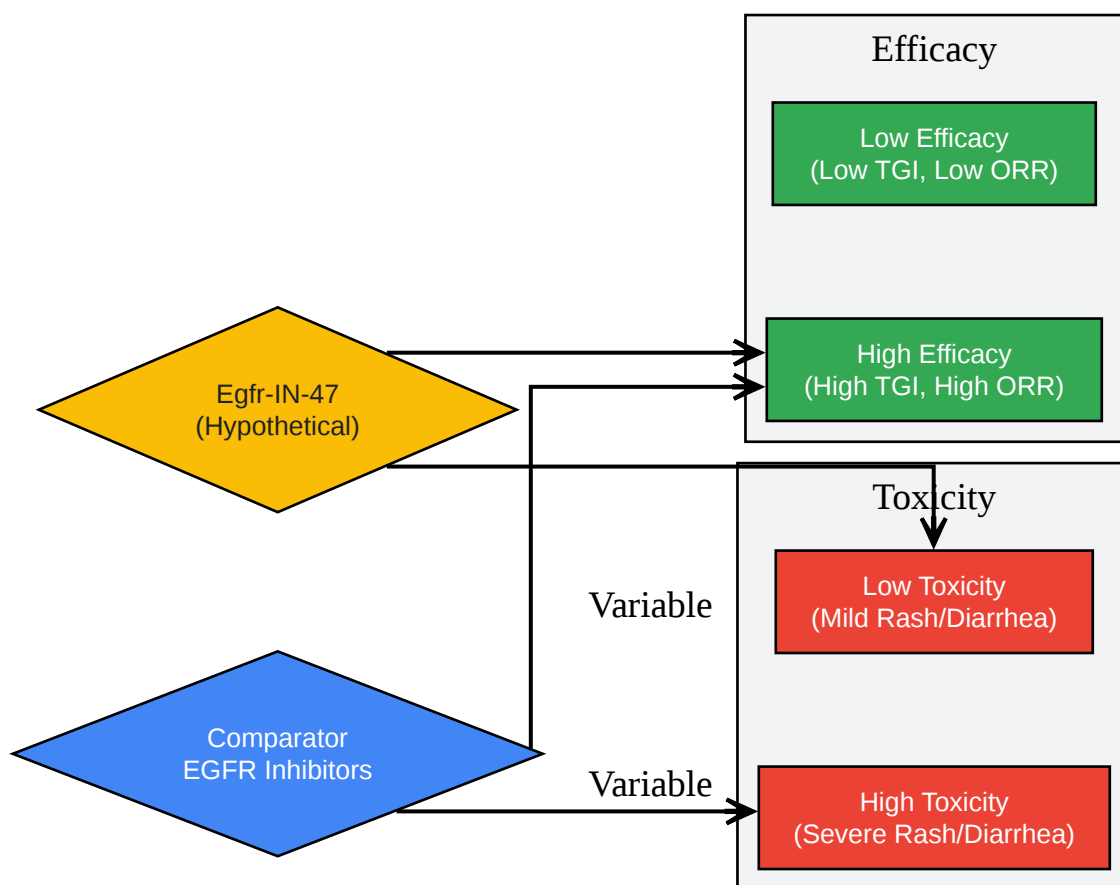 Efficacy
Low Efficacy
(Low TGI, Low ORR)
High Efficacy
(High TGI, High ORR)
Egfr-IN-47
(Hypothetical)
Toxicity
Low Toxicity
(Mild Rash/Diarrhea)
Variable
Comparator
EGFR Inhibitors
Variable
High Toxicity
(Severe Rash/Diarrhea)